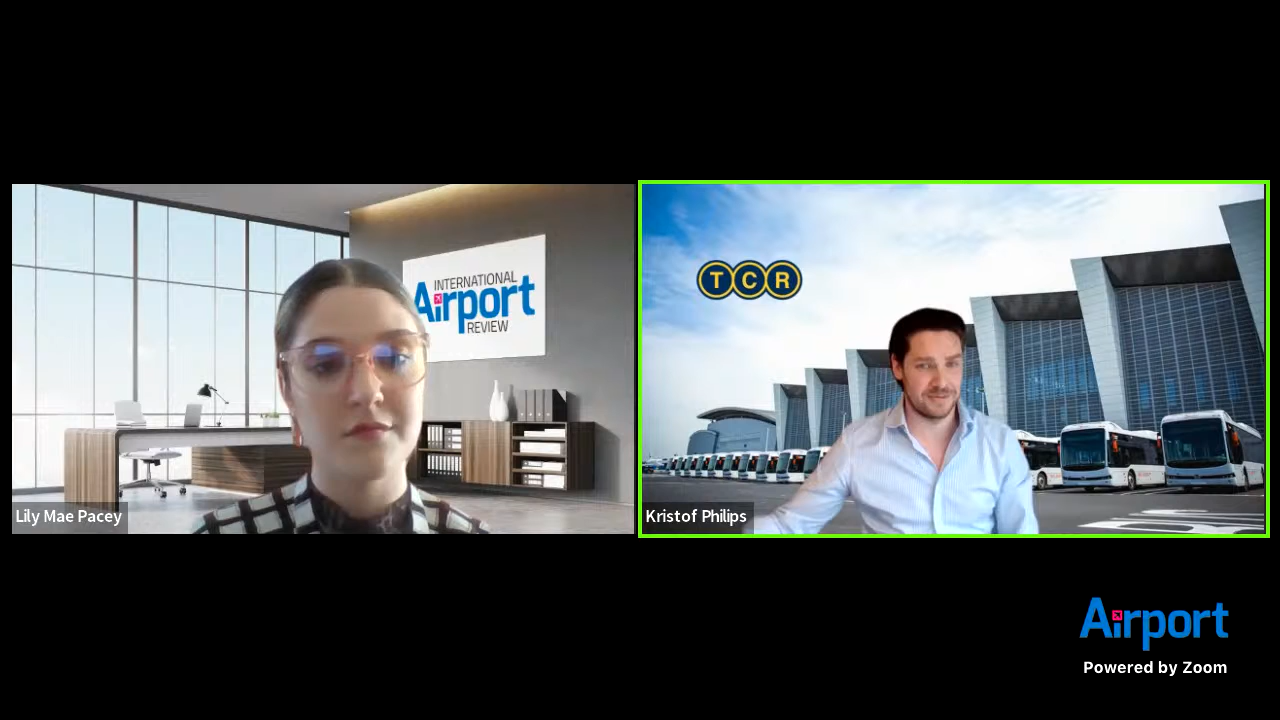 INTERNATIONAL
Airport
REVIEW
TCR
Lily Mae Pacey
Kristof Philips
Airport
Powered by Zoom